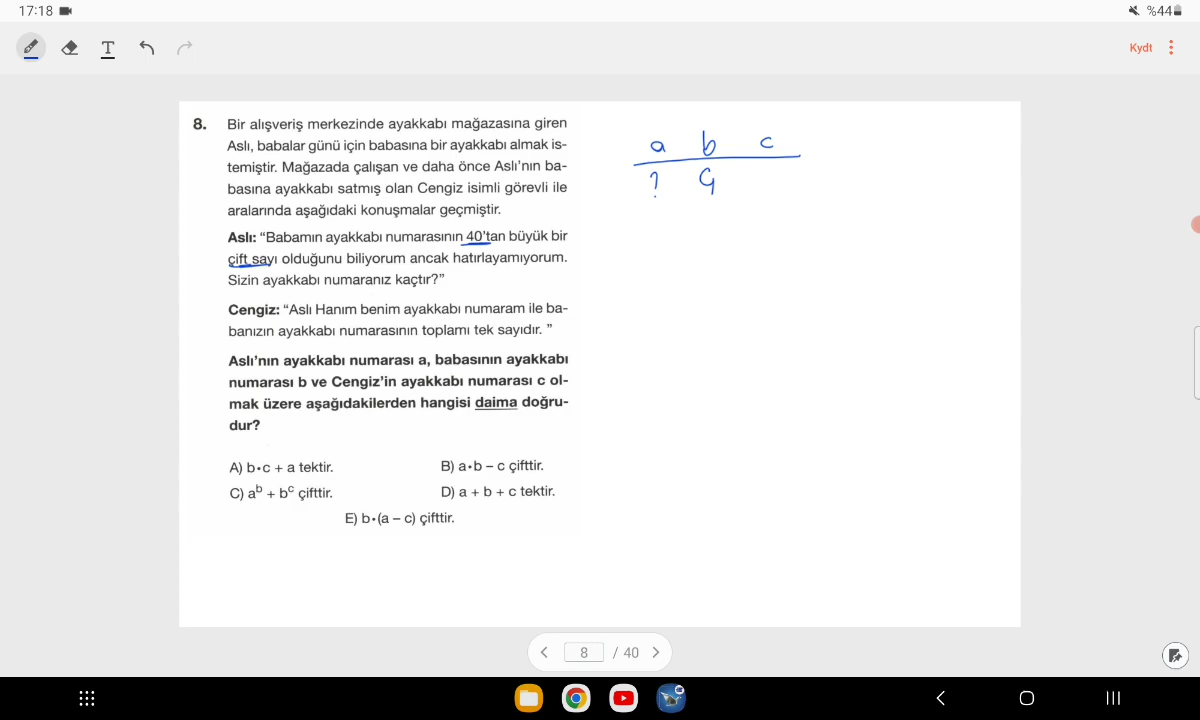 17:18
%44
T
Kydt
8. Bir alışveriş merkezinde ayakkabı mağazasına giren
Aslı, babalar günü için babasına bir ayakkabı almak is-
temiştir. Mağazada çalışan ve daha önce Aslı'nın ba-
basına ayakkabı satmış olan Cengiz isimli görevli ile
aralarında aşağıdaki konuşmalar geçmiştir.
Aslı: "Babamın ayakkabı numarasının 40'tan büyük bir
çift sayı olduğunu biliyorum ancak hatırlayamıyorum.
Sizin ayakkabı numaranız kaçtır?"
Cengiz: "Aslı Hanım benim ayakkabı numaram ile ba-
banızın ayakkabı numarasının toplamı tek sayıdır. "
Aslı'nın ayakkabı numarası a, babasının ayakkabı
numarası b ve Cengiz'in ayakkabı numarası c ol-
mak üzere aşağıdakilerden hangisi daima doğru-
dur?
A) b•c + a tektir. B) a•b – c çifttir.
C) a^b + b^c çifttir. D) a + b + c tektir.
E) b•(a – c) çifttir.
a b c
? Ç
8 / 40